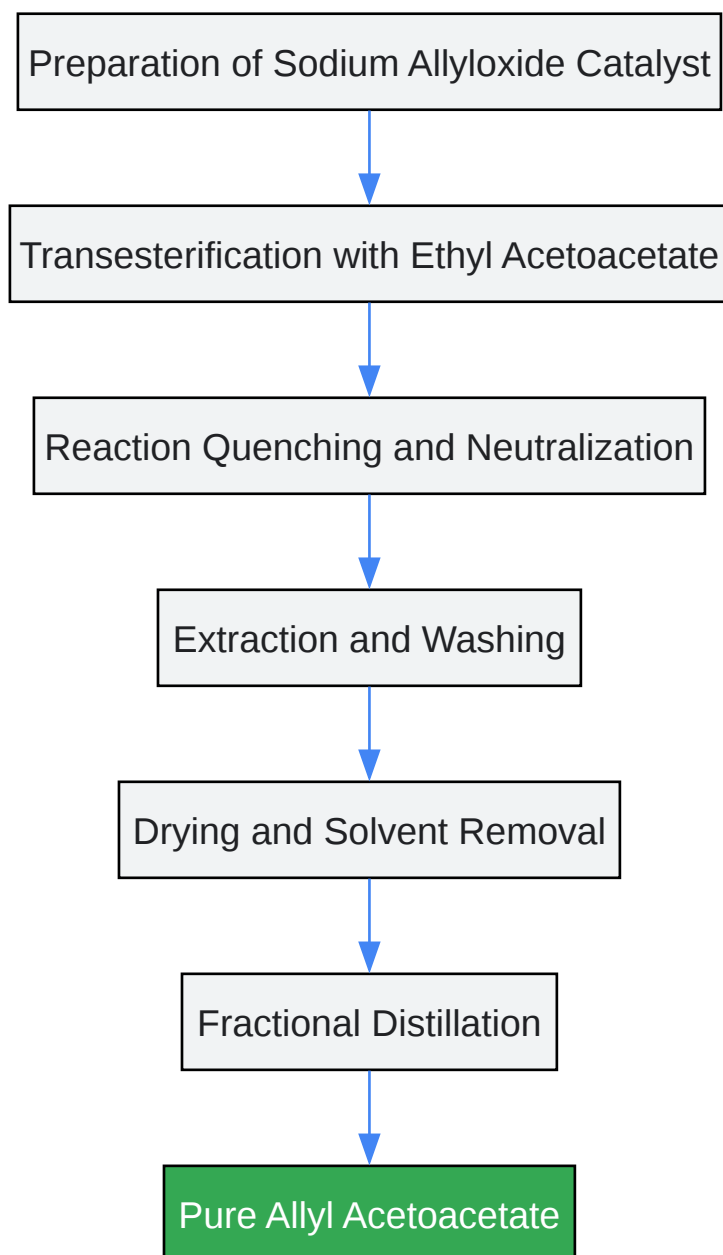 Preparation of Sodium Allyloxide Catalyst
Transesterification with Ethyl Acetoacetate
Reaction Quenching and Neutralization
Extraction and Washing
Drying and Solvent Removal
Fractional Distillation
Pure Allyl Acetoacetate